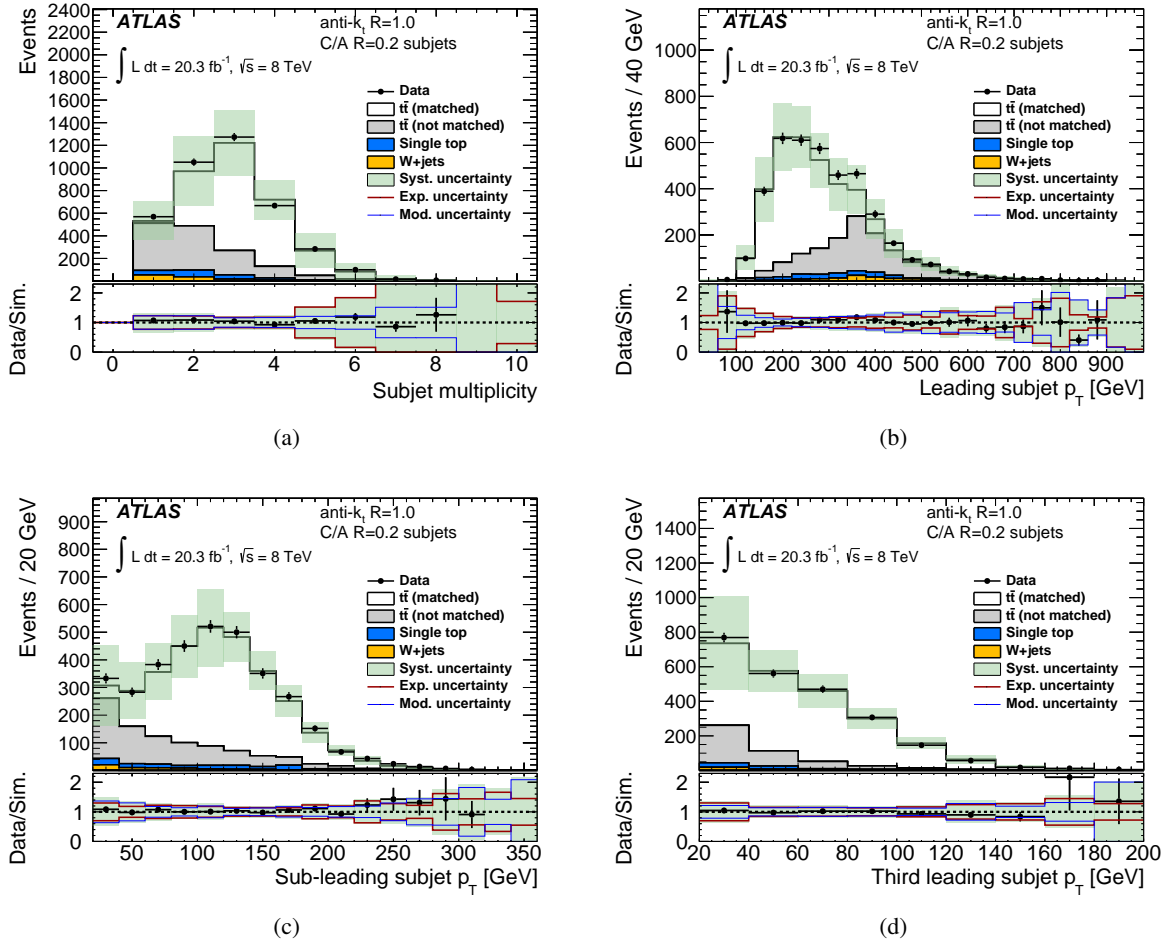 ATLAS
anti-kt R=1.0
C/A R=0.2 subjets
∫ L dt = 20.3 fb⁻¹, √s = 8 TeV
Data
tt̄ (matched)
tt̄ (not matched)
Single top
W+jets
Syst. uncertainty
Exp. uncertainty
Mod. uncertainty
Events
2400
2200
2000
1800
1600
1400
1200
1000
800
600
400
200
Data/Sim.
2
1
0
0 2 4 6 8 10
Subjet multiplicity
(a)
ATLAS
anti-kt R=1.0
C/A R=0.2 subjets
∫ L dt = 20.3 fb⁻¹, √s = 8 TeV
Data
tt̄ (matched)
tt̄ (not matched)
Single top
W+jets
Syst. uncertainty
Exp. uncertainty
Mod. uncertainty
Events / 40 GeV
1000
800
600
400
200
Data/Sim.
2
1
0
100 200 300 400 500 600 700 800 900
Leading subjet pT [GeV]
(b)
ATLAS
anti-kt R=1.0
C/A R=0.2 subjets
∫ L dt = 20.3 fb⁻¹, √s = 8 TeV
Data
tt̄ (matched)
tt̄ (not matched)
Single top
W+jets
Syst. uncertainty
Exp. uncertainty
Mod. uncertainty
Events / 20 GeV
900
800
700
600
500
400
300
200
100
Data/Sim.
2
1
0
50 100 150 200 250 300 350
Sub-leading subjet pT [GeV]
(c)
ATLAS
anti-kt R=1.0
C/A R=0.2 subjets
∫ L dt = 20.3 fb⁻¹, √s = 8 TeV
Data
tt̄ (matched)
tt̄ (not matched)
Single top
W+jets
Syst. uncertainty
Exp. uncertainty
Mod. uncertainty
Events / 20 GeV
1400
1200
1000
800
600
400
200
Data/Sim.
2
1
0
20 40 60 80 100 120 140 160 180 200
Third leading subjet pT [GeV]
(d)